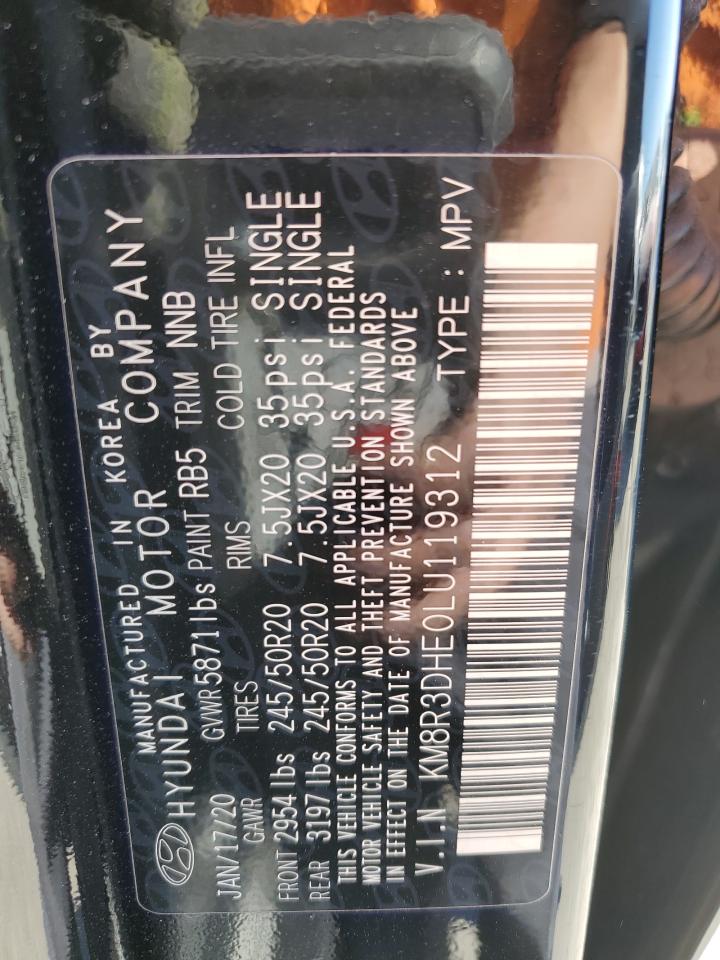 MANUFACTURED IN KOREA BY
HYUNDAI MOTOR COMPANY
GVWR 5871lbs PAINT RB5 TRIM NNB
JAN/17/20
GAWR TIRES RIMS COLD TIRE INFL
FRONT 2954 lbs 245/50R20 7.5JX20 35psi SINGLE
REAR 3197 lbs 245/50R20 7.5JX20 35psi SINGLE
THIS VEHICLE CONFORMS TO ALL APPLICABLE U.S.A. FEDERAL
MOTOR VEHICLE SAFETY AND THEFT PREVENTION STANDARDS
IN EFFECT ON THE DATE OF MANUFACTURE SHOWN ABOVE
V.I.N KM8R3DHE0LU119312 TYPE : MPV